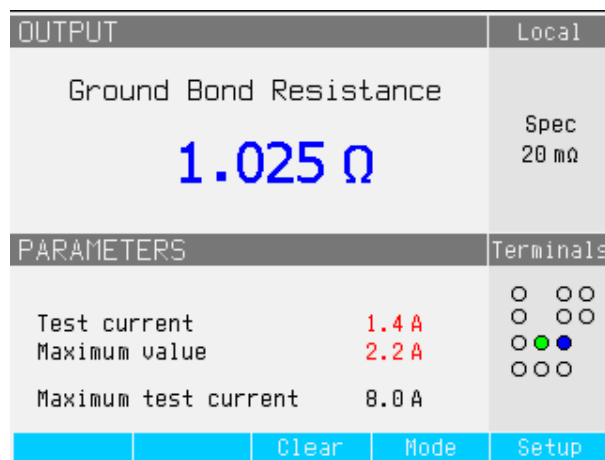 OUTPUT
Local
Ground Bond Resistance
1.025 Ω
Spec
20 mΩ
PARAMETERS
Terminals
Test current 1.4 A
Maximum value 2.2 A
Maximum test current 8.0 A
Clear Mode Setup